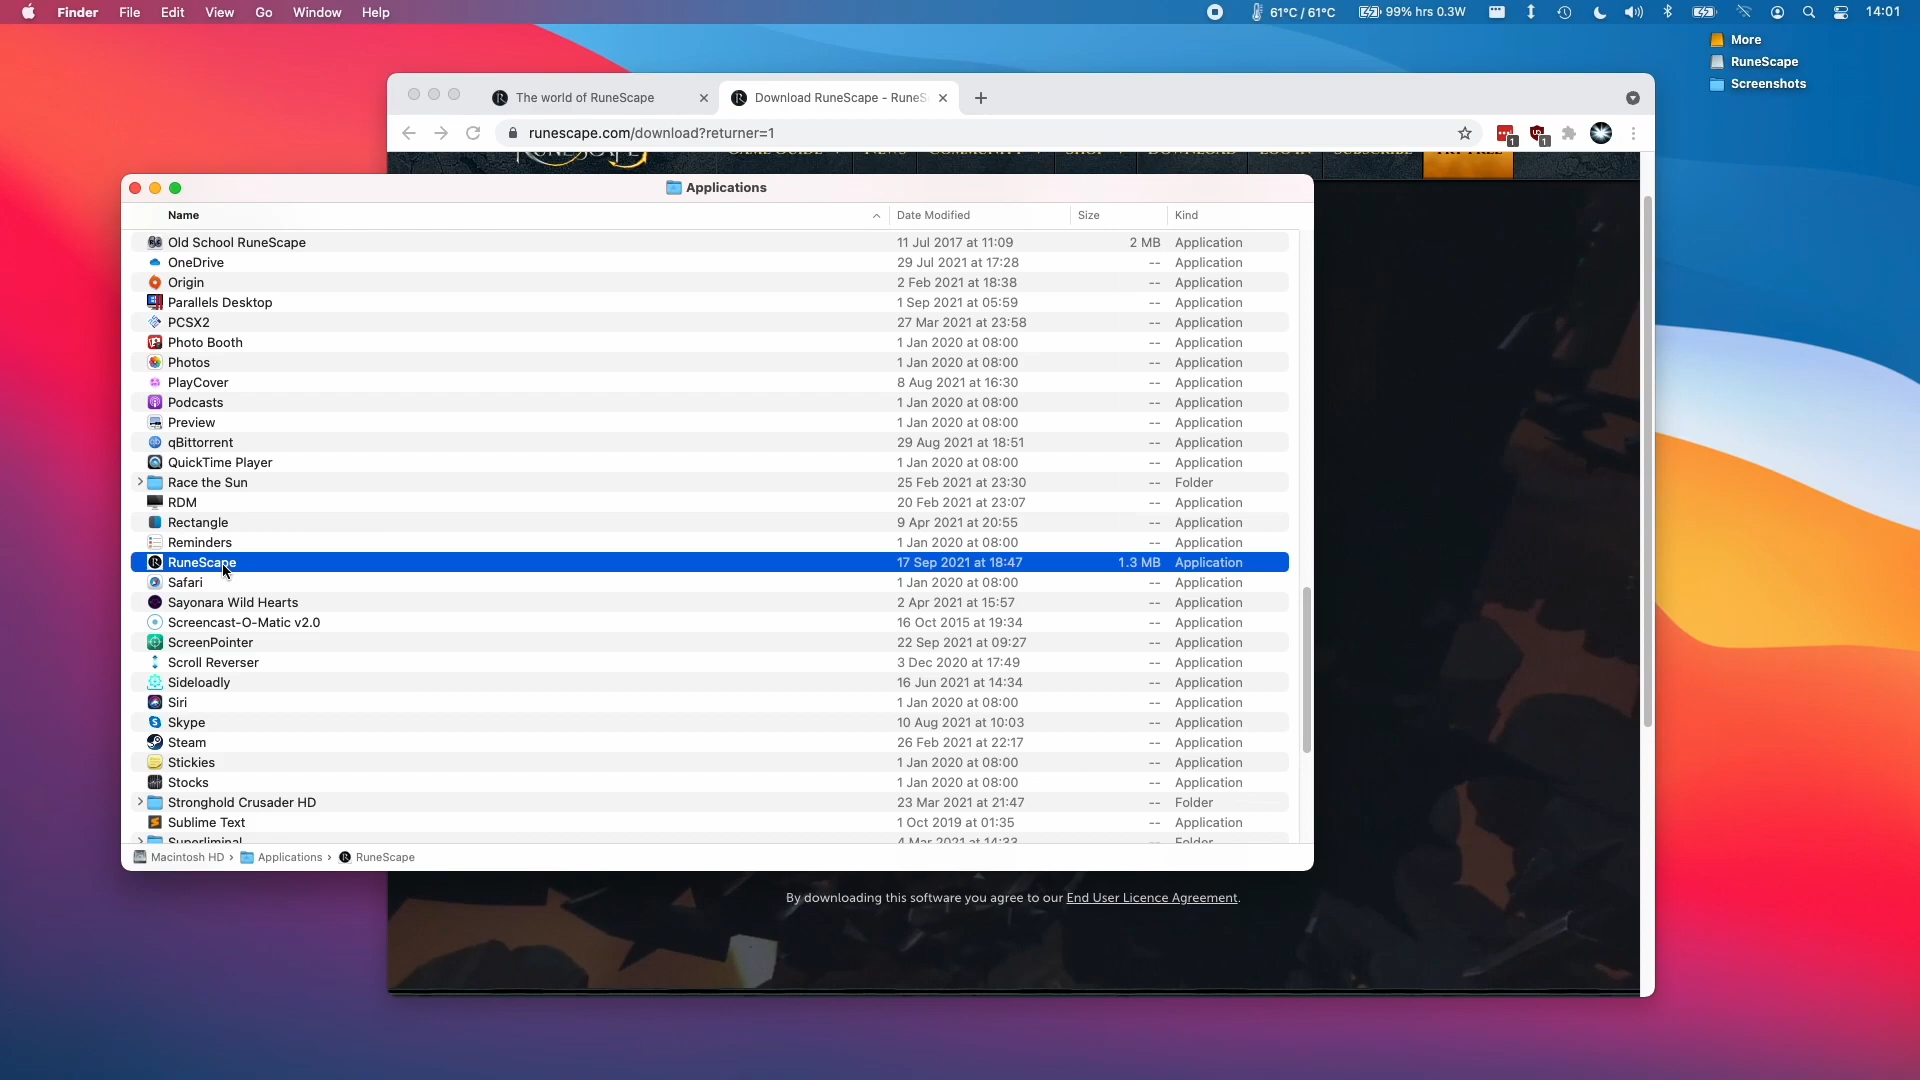 Finder File Edit View Go Window Help 61°C / 61°C 99% hrs 0.3W 14:01
More
RuneScape
Screenshots
The world of RuneScape Download RuneScape - RuneS
runescape.com/download?returner=1
Applications
Name Date Modified Size Kind
Old School RuneScape 11 Jul 2017 at 11:09 2 MB Application
OneDrive 29 Jul 2021 at 17:28 -- Application
Origin 2 Feb 2021 at 18:38 -- Application
Parallels Desktop 1 Sep 2021 at 05:59 -- Application
PCSX2 27 Mar 2021 at 23:58 -- Application
Photo Booth 1 Jan 2020 at 08:00 -- Application
Photos 1 Jan 2020 at 08:00 -- Application
PlayCover 8 Aug 2021 at 16:30 -- Application
Podcasts 1 Jan 2020 at 08:00 -- Application
Preview 1 Jan 2020 at 08:00 -- Application
qBittorrent 29 Aug 2021 at 18:51 -- Application
QuickTime Player 1 Jan 2020 at 08:00 -- Application
Race the Sun 25 Feb 2021 at 23:30 -- Folder
RDM 20 Feb 2021 at 23:07 -- Application
Rectangle 9 Apr 2021 at 20:55 -- Application
Reminders 1 Jan 2020 at 08:00 -- Application
RuneScape 17 Sep 2021 at 18:47 1.3 MB Application
Safari 1 Jan 2020 at 08:00 -- Application
Sayonara Wild Hearts 2 Apr 2021 at 15:57 -- Application
Screencast-O-Matic v2.0 16 Oct 2015 at 19:34 -- Application
ScreenPointer 22 Sep 2021 at 09:27 -- Application
Scroll Reverser 3 Dec 2020 at 17:49 -- Application
Sideloadly 16 Jun 2021 at 14:34 -- Application
Siri 1 Jan 2020 at 08:00 -- Application
Skype 10 Aug 2021 at 10:03 -- Application
Steam 26 Feb 2021 at 22:17 -- Application
Stickies 1 Jan 2020 at 08:00 -- Application
Stocks 1 Jan 2020 at 08:00 -- Application
Stronghold Crusader HD 23 Mar 2021 at 21:47 -- Folder
Sublime Text 1 Oct 2019 at 01:35 -- Application
Superliminal 4 Mar 2021 at 14:33 -- Folder
Macintosh HD › Applications › RuneScape
By downloading this software you agree to our End User Licence Agreement.